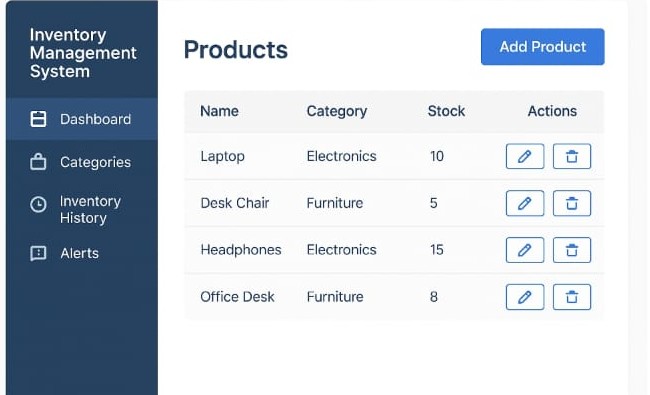 Inventory
Management
System
Dashboard
Categories
Inventory
History
Alerts
Products
Add Product
Name Category Stock Actions
Laptop Electronics 10
Desk Chair Furniture 5
Headphones Electronics 15
Office Desk Furniture 8